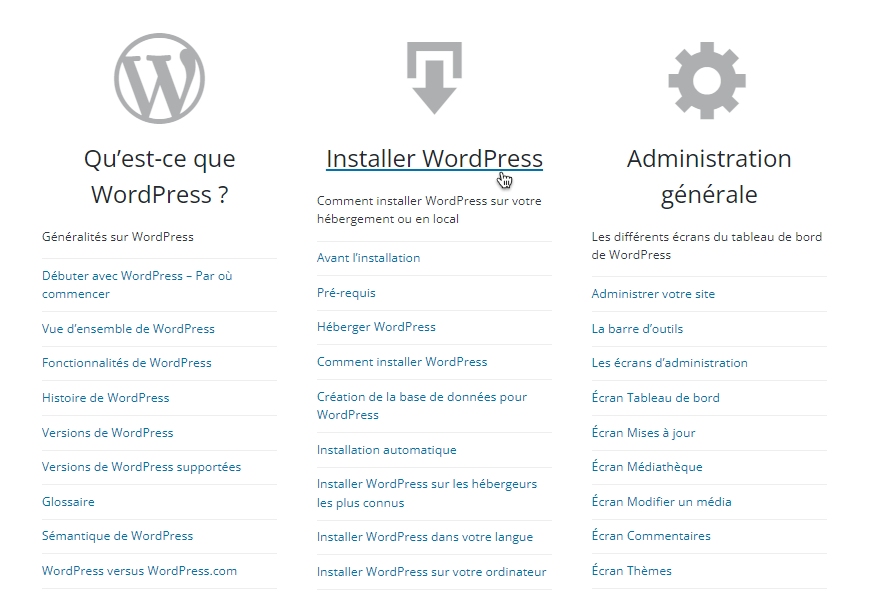 Qu’est-ce que
WordPress ?
Généralités sur WordPress
Débuter avec WordPress – Par où
commencer
Vue d’ensemble de WordPress
Fonctionnalités de WordPress
Histoire de WordPress
Versions de WordPress
Versions de WordPress supportées
Glossaire
Sémantique de WordPress
WordPress versus WordPress.com
Installer WordPress
Comment installer WordPress sur votre
hébergement ou en local
Avant l’installation
Pré-requis
Héberger WordPress
Comment installer WordPress
Création de la base de données pour
WordPress
Installation automatique
Installer WordPress sur les hébergeurs
les plus connus
Installer WordPress dans votre langue
Installer WordPress sur votre ordinateur
Administration
générale
Les différents écrans du tableau de bord
de WordPress
Administrer votre site
La barre d’outils
Les écrans d’administration
Écran Tableau de bord
Écran Mises à jour
Écran Médiathèque
Écran Modifier un média
Écran Commentaires
Écran Thèmes